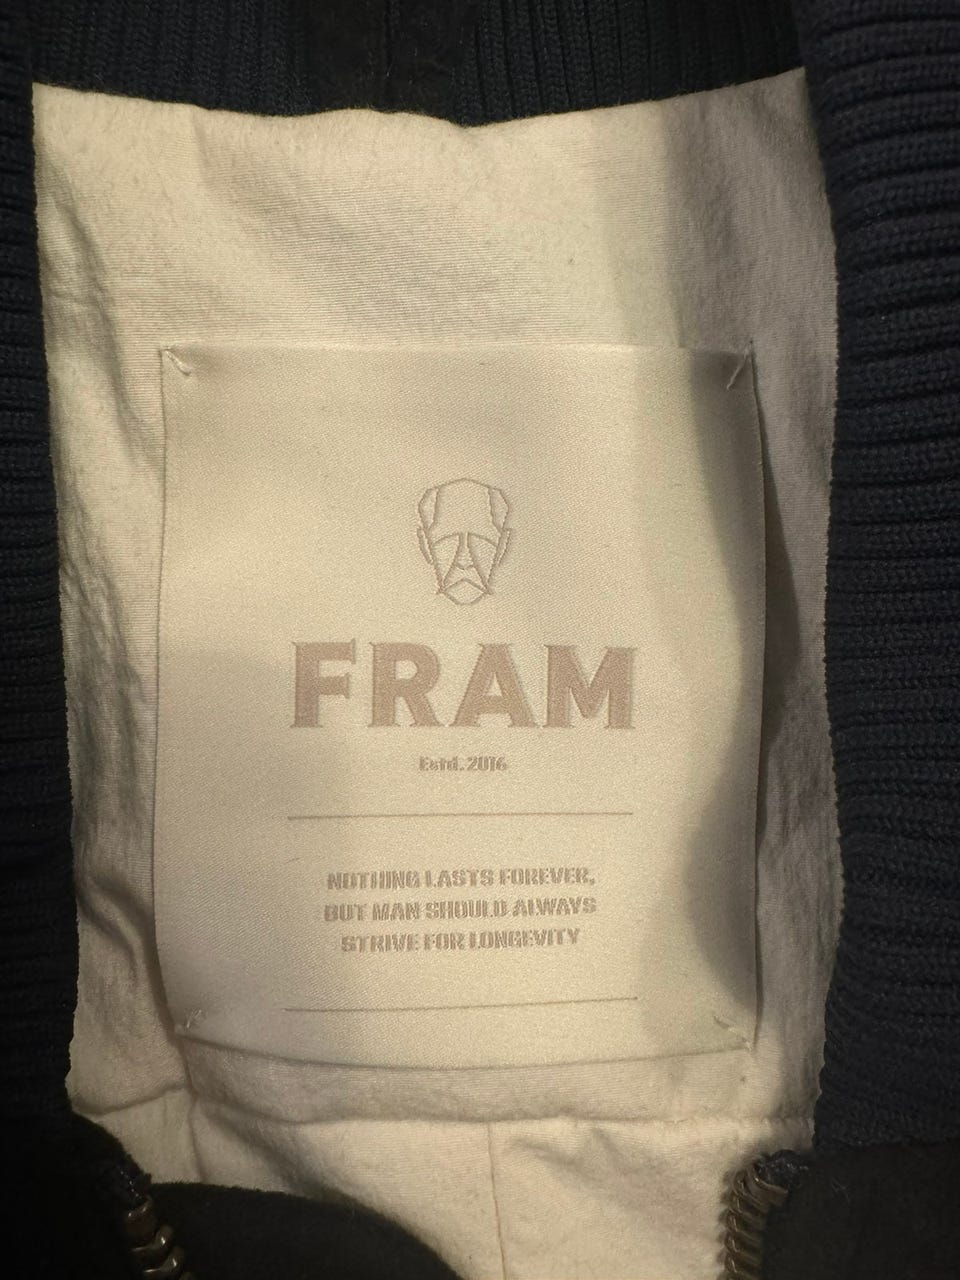 FRAM
Estd. 2016
NOTHING LASTS FOREVER,
BUT MAN SHOULD ALWAYS
STRIVE FOR LONGEVITY